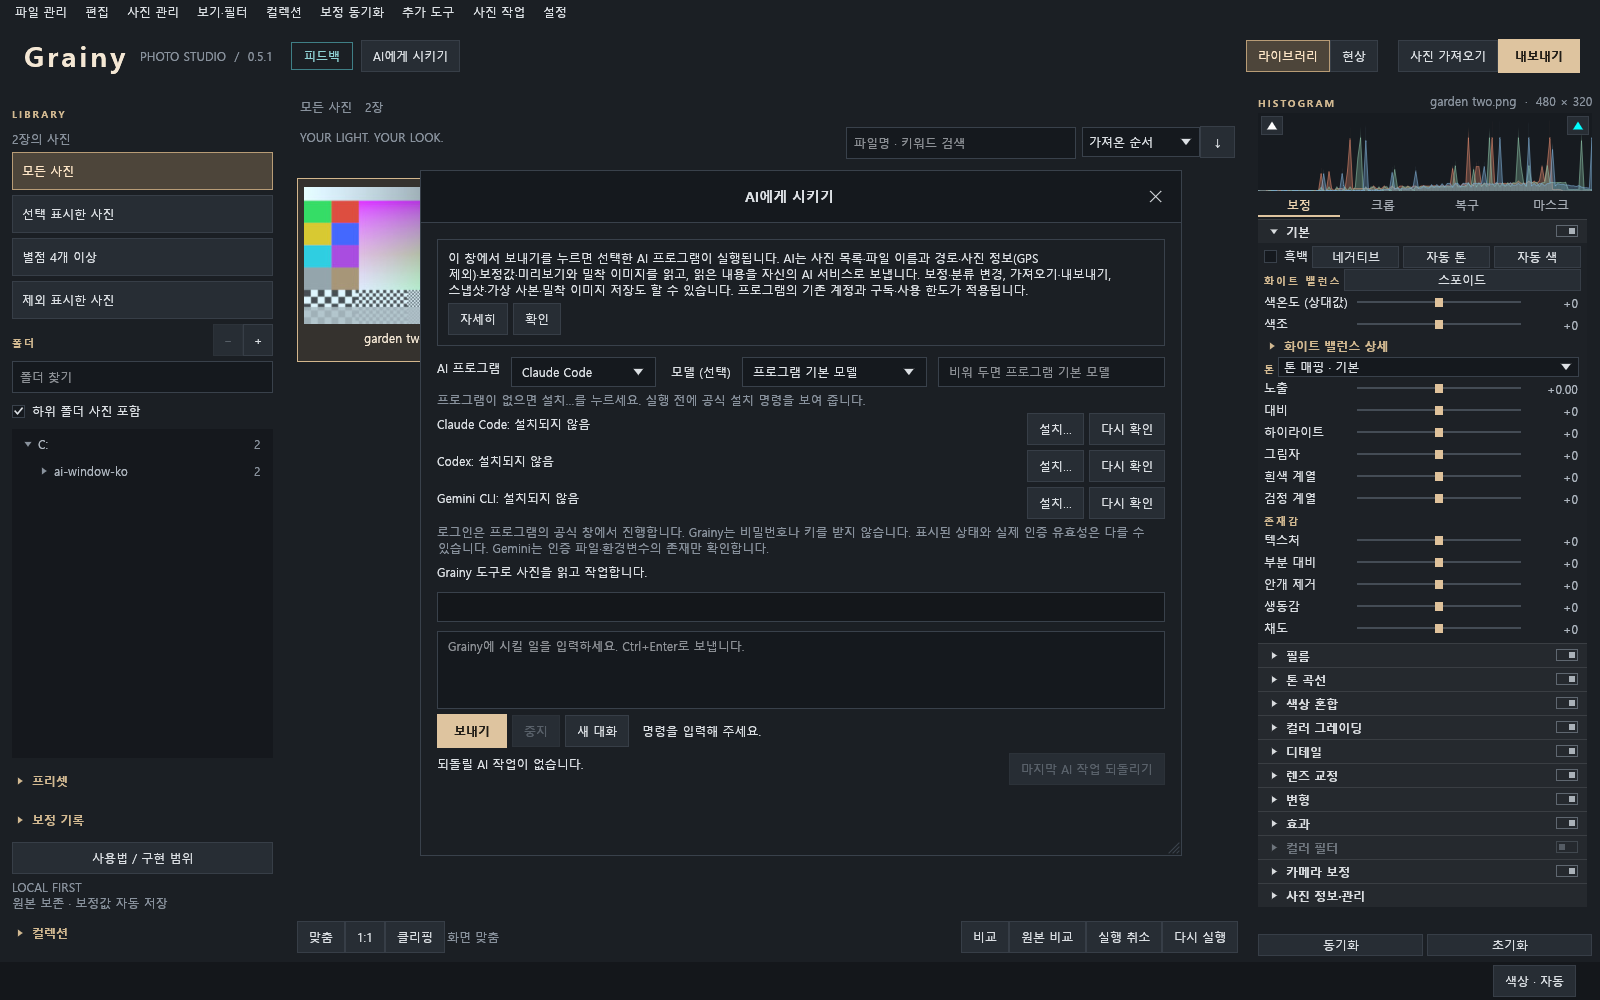 파일 관리 편집 사진 관리 보기·필터 컬렉션 보정 동기화 추가 도구 사진 작업 설정
Grainy PHOTO STUDIO / 0.5.1 피드백 AI에게 시키기 라이브러리 현상 사진 가져오기 내보내기
LIBRARY
2장의 사진
모든 사진
선택 표시한 사진
별점 4개 이상
제외 표시한 사진
폴더 − +
폴더 찾기
하위 폴더 사진 포함
C: 2
ai-window-ko 2
프리셋
보정 기록
사용법 / 구현 범위
LOCAL FIRST
원본 보존 · 보정값 자동 저장
컬렉션
모든 사진 2장
YOUR LIGHT. YOUR LOOK.
파일명 · 키워드 검색 가져온 순서 ↓
garden tw
AI에게 시키기
이 창에서 보내기를 누르면 선택한 AI 프로그램이 실행됩니다. AI는 사진 목록·파일 이름과 경로·사진 정보(GPS
제외)·보정값·미리보기와 밀착 이미지를 읽고, 읽은 내용을 자신의 AI 서비스로 보냅니다. 보정·분류 변경, 가져오기·내보내기,
스냅샷·가상 사본·밀착 이미지 저장도 할 수 있습니다. 프로그램의 기존 계정과 구독·사용 한도가 적용됩니다.
자세히 확인
AI 프로그램 Claude Code 모델 (선택) 프로그램 기본 모델 비워 두면 프로그램 기본 모델
프로그램이 없으면 설치...를 누르세요. 실행 전에 공식 설치 명령을 보여 줍니다.
Claude Code: 설치되지 않음 설치... 다시 확인
Codex: 설치되지 않음 설치... 다시 확인
Gemini CLI: 설치되지 않음 설치... 다시 확인
로그인은 프로그램의 공식 창에서 진행합니다. Grainy는 비밀번호나 키를 받지 않습니다. 표시된 상태와 실제 인증 유효성은 다를 수
있습니다. Gemini는 인증 파일·환경변수의 존재만 확인합니다.
Grainy 도구로 사진을 읽고 작업합니다.
Grainy에 시킬 일을 입력하세요. Ctrl+Enter로 보냅니다.
보내기 중지 새 대화 명령을 입력해 주세요.
되돌릴 AI 작업이 없습니다. 마지막 AI 작업 되돌리기
맞춤 1:1 클리핑 화면 맞춤 비교 원본 비교 실행 취소 다시 실행
HISTOGRAM garden two.png · 480 × 320
보정 크롭 복구 마스크
기본
흑백 네거티브 자동 톤 자동 색
화이트 밸런스 스포이드
색온도 (상대값) +0
색조 +0
화이트 밸런스 상세
톤 톤 매핑 · 기본
노출 +0.00
대비 +0
하이라이트 +0
그림자 +0
흰색 계열 +0
검정 계열 +0
존재감
텍스처 +0
부분 대비 +0
안개 제거 +0
생동감 +0
채도 +0
필름
톤 곡선
색상 혼합
컬러 그레이딩
디테일
렌즈 교정
변형
효과
컬러 필터
카메라 보정
사진 정보·관리
동기화 초기화
색상 · 자동